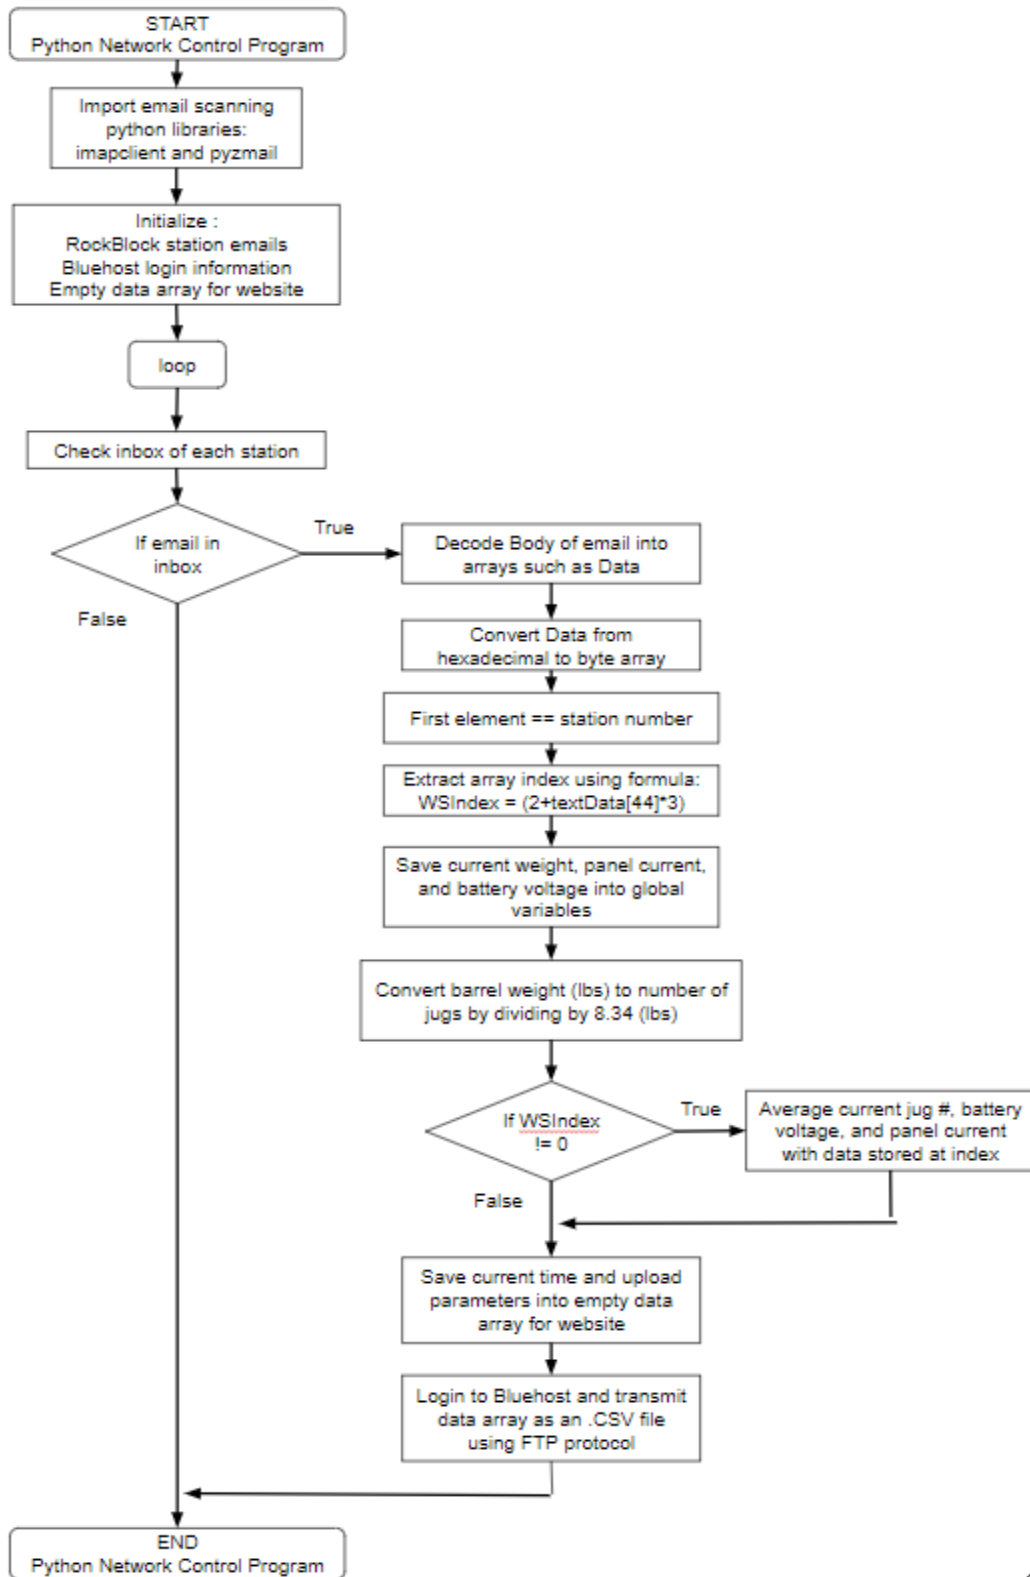 START
Python Network Control Program
Import email scanning
python libraries:
imapclient and pyzmail
Initialize :
RockBlock station emails
Bluehost login information
Empty data array for website
loop
Check inbox of each station
If email in
inbox
True
False
Decode Body of email into
arrays such as Data
Convert Data from
hexadecimal to byte array
First element == station number
Extract array index using formula:
WSIndex = (2+textData[44]*3)
Save current weight, panel current,
and battery voltage into global
variables
Convert barrel weight (lbs) to number of
jugs by dividing by 8.34 (lbs)
If WSIndex
!= 0
True
Average current jug #, battery
voltage, and panel current
with data stored at index
False
Save current time and upload
parameters into empty data
array for website
Login to Bluehost and transmit
data array as an .CSV file
using FTP protocol
END
Python Network Control Program